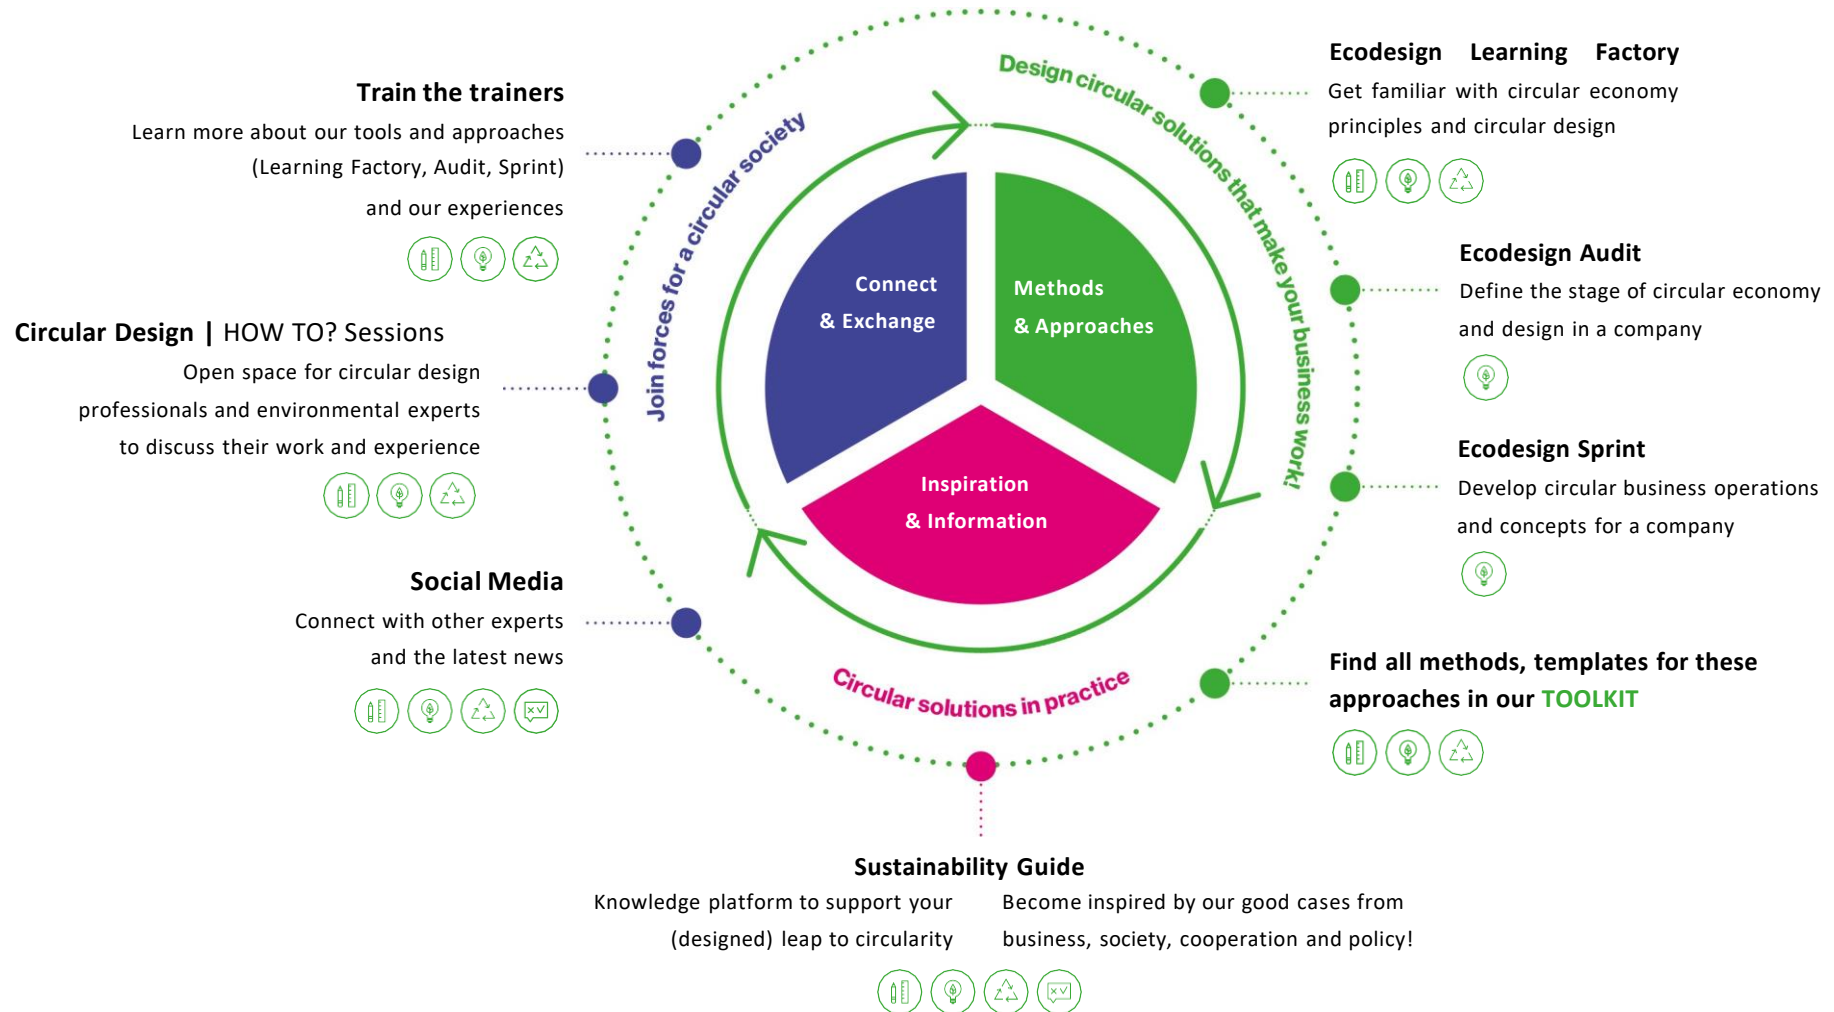 Train the trainers
Learn more about our tools and approaches
(Learning Factory, Audit, Sprint)
and our experiences
Circular Design | HOW TO? Sessions
Open space for circular design
professionals and environmental experts
to discuss their work and experience
Social Media
Connect with other experts
and the latest news
Join forces for a circular society
Design circular solutions that make your business work!
Circular solutions in practice
Connect
& Exchange
Methods
& Approaches
Inspiration
& Information
Ecodesign Learning Factory
Get familiar with circular economy
principles and circular design
Ecodesign Audit
Define the stage of circular economy
and design in a company
Ecodesign Sprint
Develop circular business operations
and concepts for a company
Find all methods, templates for these
approaches in our TOOLKIT
Sustainability Guide
Knowledge platform to support your
(designed) leap to circularity
Become inspired by our good cases from
business, society, cooperation and policy!